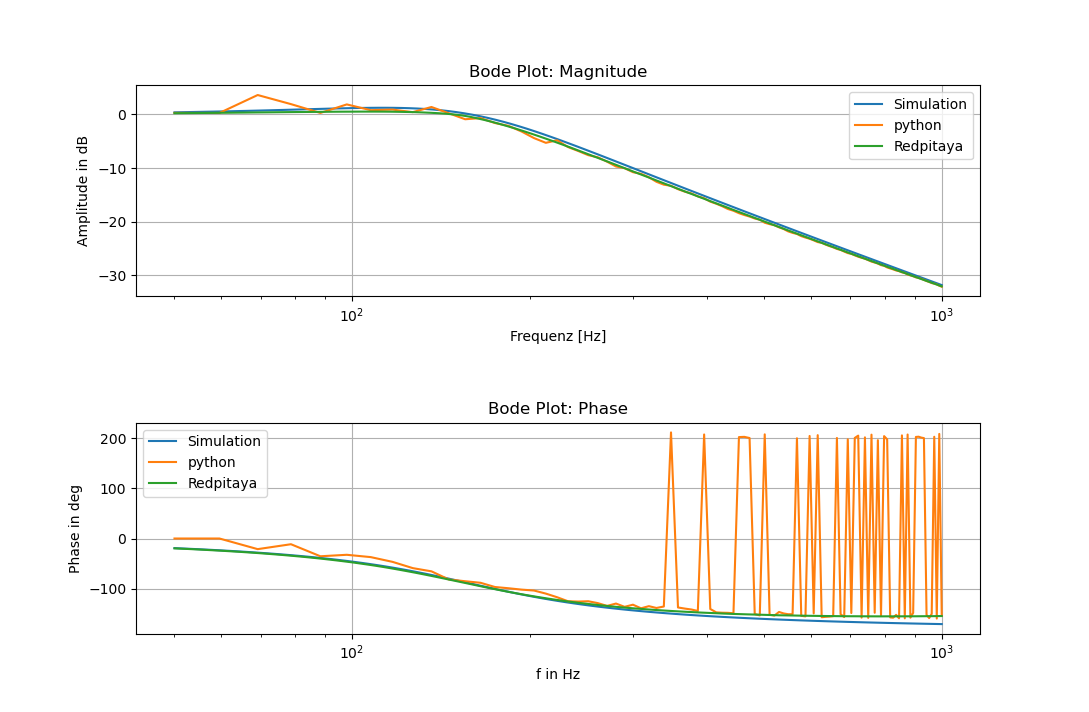 Bode Plot: Magnitude
Amplitude in dB
0
−10
−20
−30
Simulation
python
Redpitaya
10²
10³
Frequenz [Hz]
Bode Plot: Phase
Phase in deg
200
100
0
−100
Simulation
python
Redpitaya
10²
10³
f in Hz